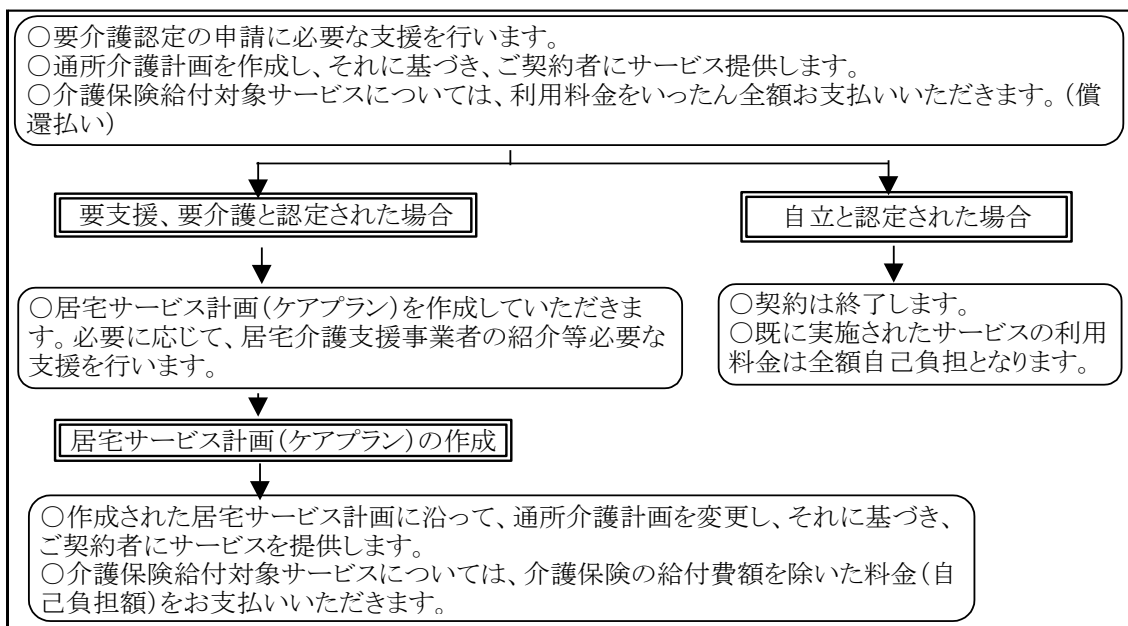 ○要介護認定の申請に必要な支援を行います。
○通所介護計画を作成し、それに基づき、ご契約者にサービス提供します。
○介護保険給付対象サービスについては、利用料金をいったん全額お支払いいただきます。(償
還払い)
要支援、要介護と認定された場合
自立と認定された場合
○居宅サービス計画(ケアプラン)を作成していただきま
す。必要に応じて、居宅介護支援事業者の紹介等必要な
支援を行います。
○契約は終了します。
○既に実施されたサービスの利用
料金は全額自己負担となります。
居宅サービス計画(ケアプラン)の作成
○作成された居宅サービス計画に沿って、通所介護計画を変更し、それに基づき、
ご契約者にサービスを提供します。
○介護保険給付対象サービスについては、介護保険の給付費額を除いた料金(自
己負担額)をお支払いいただきます。